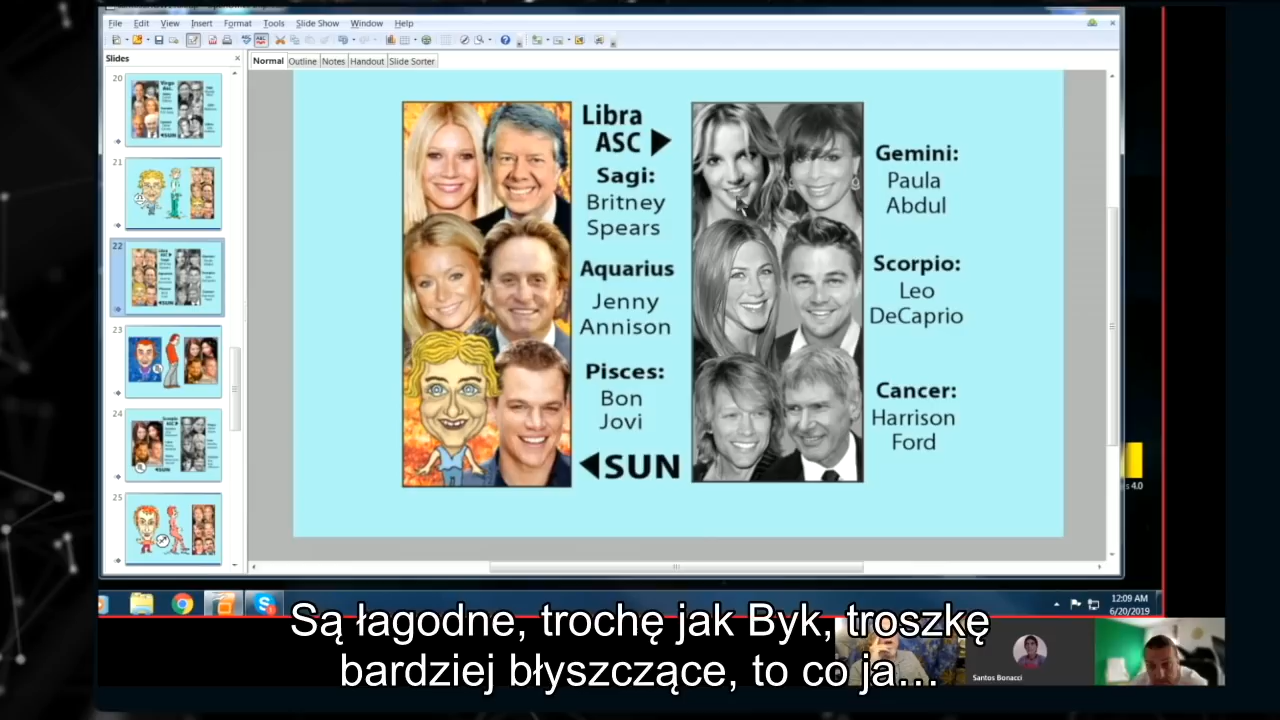 File Edit View Insert Format Tools Slide Show Window Help
Slides
Normal Outline Notes Handout Slide Sorter
20
21
22
23
24
25
Libra
ASC
Sagi:
Britney
Spears
Aquarius
Jenny
Annison
Pisces:
Bon
Jovi
SUN
Gemini:
Paula
Abdul
Scorpio:
Leo
DeCaprio
Cancer:
Harrison
Ford
4.0
12:09 AM
6/20/2019
Santos Bonacci
Są łagodne, trochę jak Byk, troszkę
bardziej błyszczące, to co ja...